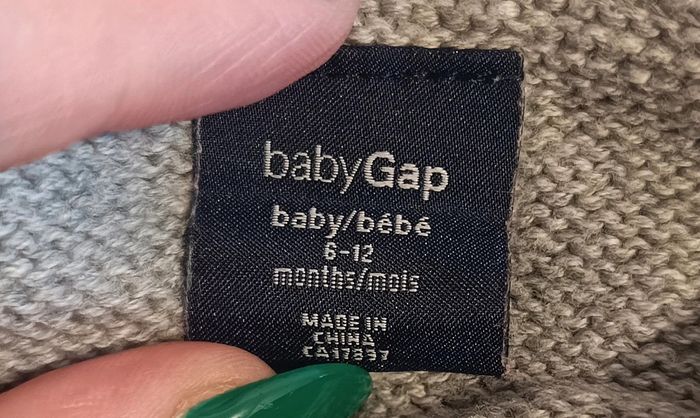 babyGap
baby/bébé
6-12
months/mois
MADE IN
CHINA
CA17897